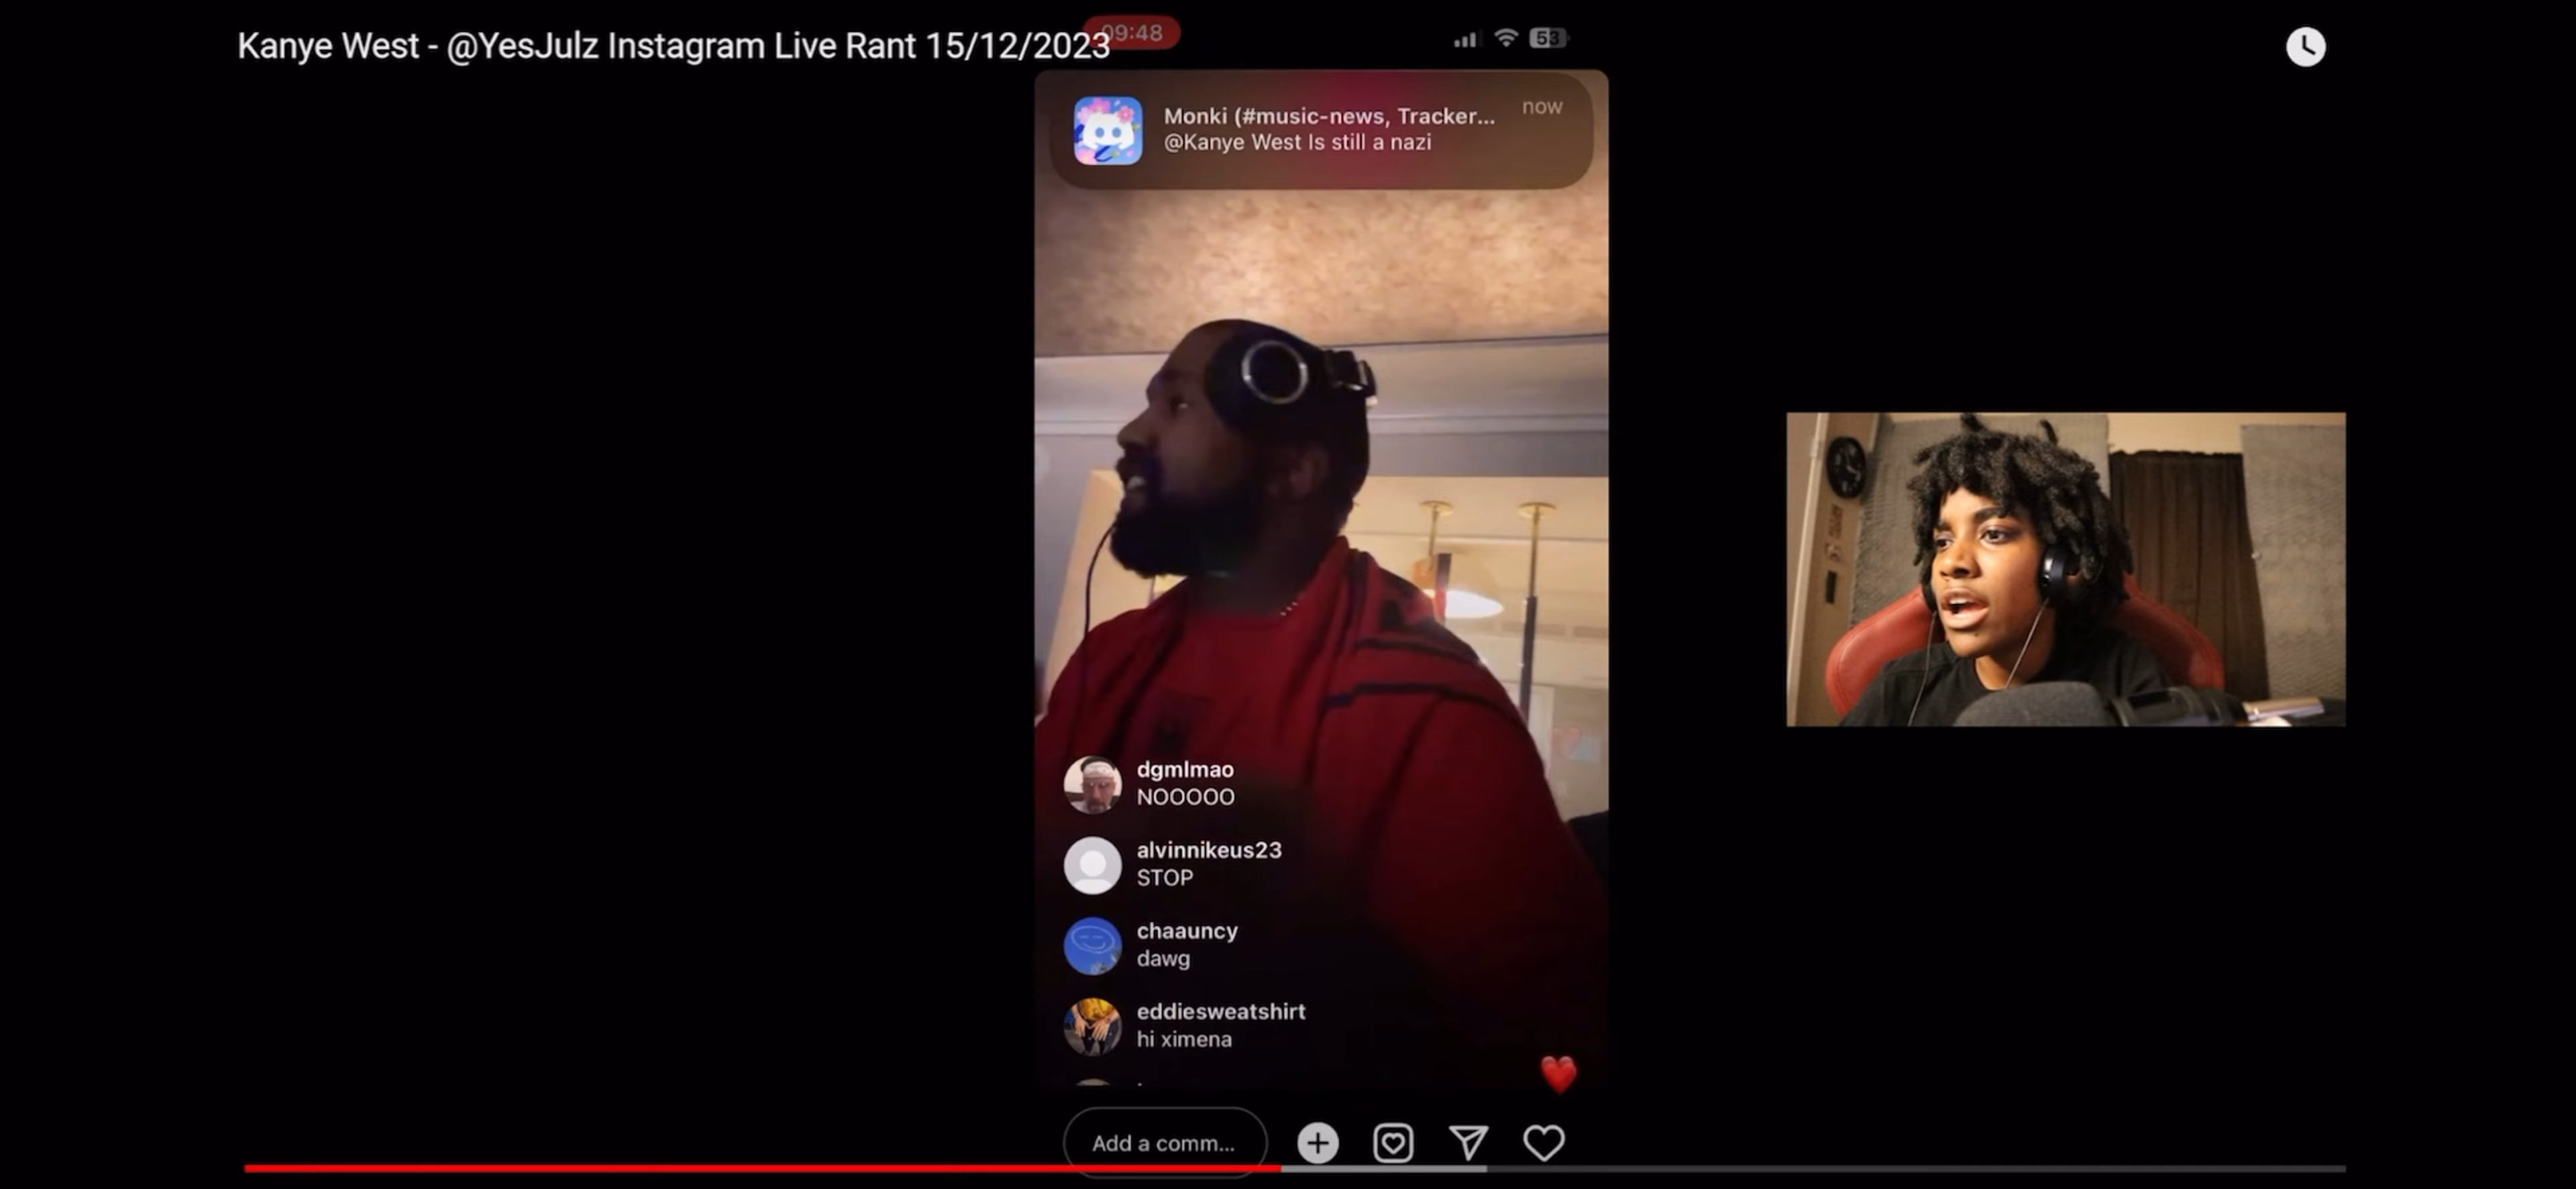 Kanye West - @YesJulz Instagram Live Rant 15/12/2023
09:48
53
Monki (#music-news, Tracker...
now
@Kanye West Is still a nazi
dgmlmao
NOOOOO
alvinnikeus23
STOP
chaauncy
dawg
eddiesweatshirt
hi ximena
Add a comm...